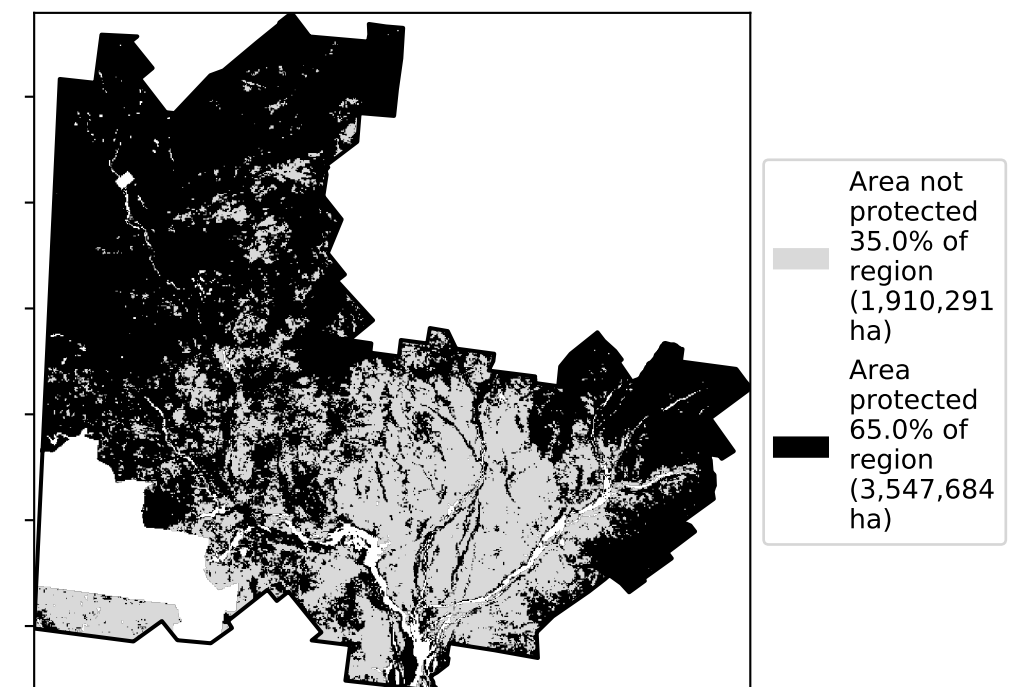 Area not
protected
35.0% of
region
(1,910,291
ha)
Area
protected
65.0% of
region
(3,547,684
ha)